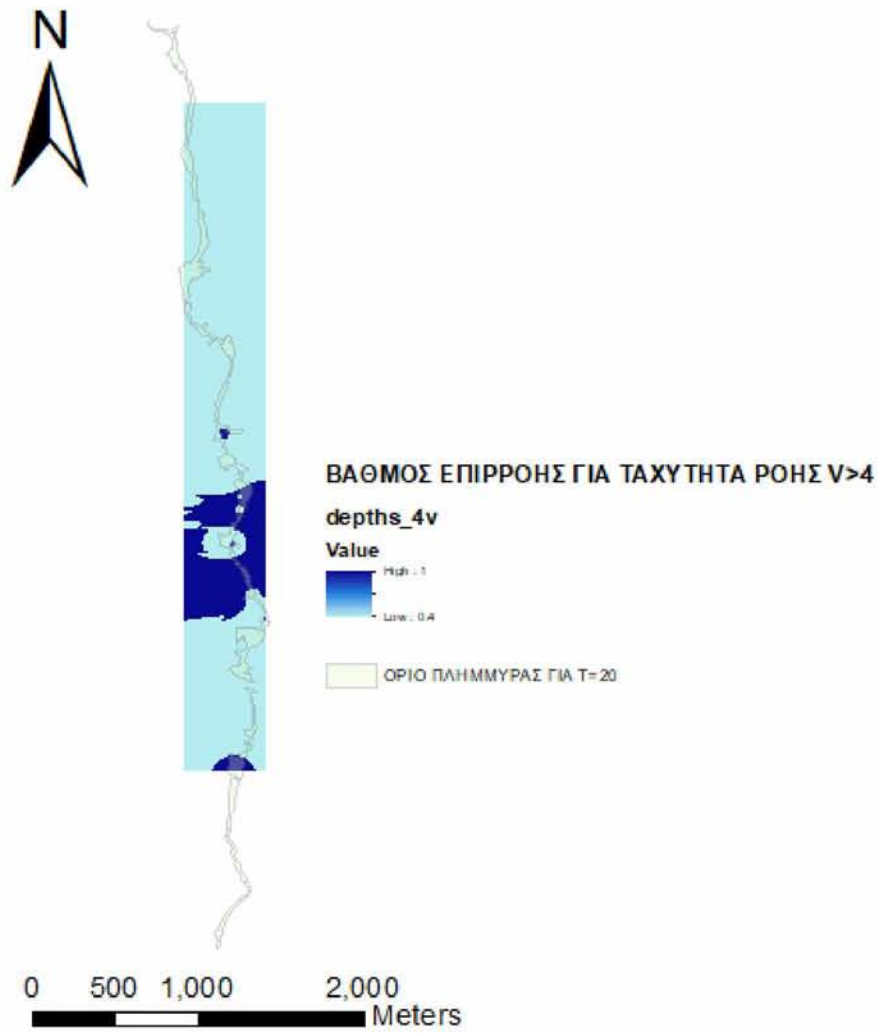 N
ΒΑΘΜΟΣ ΕΠΙΡΡΟΗΣ ΓΙΑ ΤΑΧΥΤΗΤΑ ΡΟΗΣ V>4
depths_4v
Value
High : 1
Low : 0.4
ΟΡΙΟ ΠΛΗΜΜΥΡΑΣ ΓΙΑ Τ=20
0 500 1,000 2,000
Meters